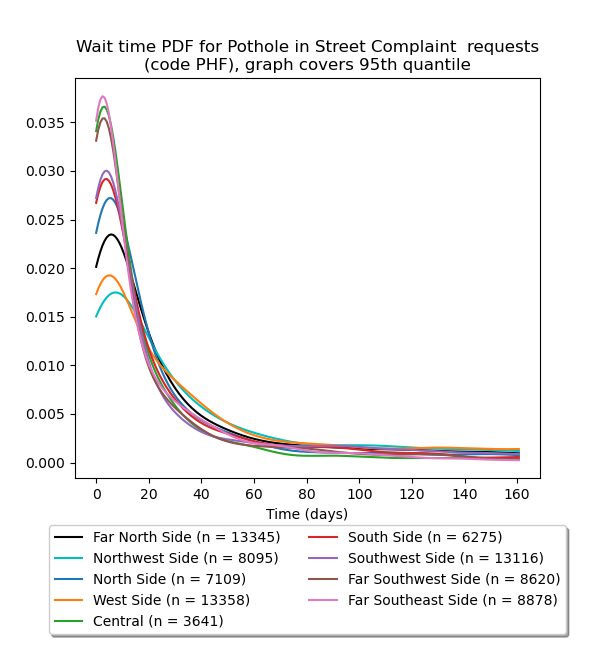 Wait time PDF for Pothole in Street Complaint  requests
(code PHF), graph covers 95th quantile
0.035
0.030
0.025
0.020
0.015
0.010
0.005
0.000
0 20 40 60 80 100 120 140 160
Time (days)
Far North Side (n = 13345)
Northwest Side (n = 8095)
North Side (n = 7109)
West Side (n = 13358)
Central (n = 3641)
South Side (n = 6275)
Southwest Side (n = 13116)
Far Southwest Side (n = 8620)
Far Southeast Side (n = 8878)